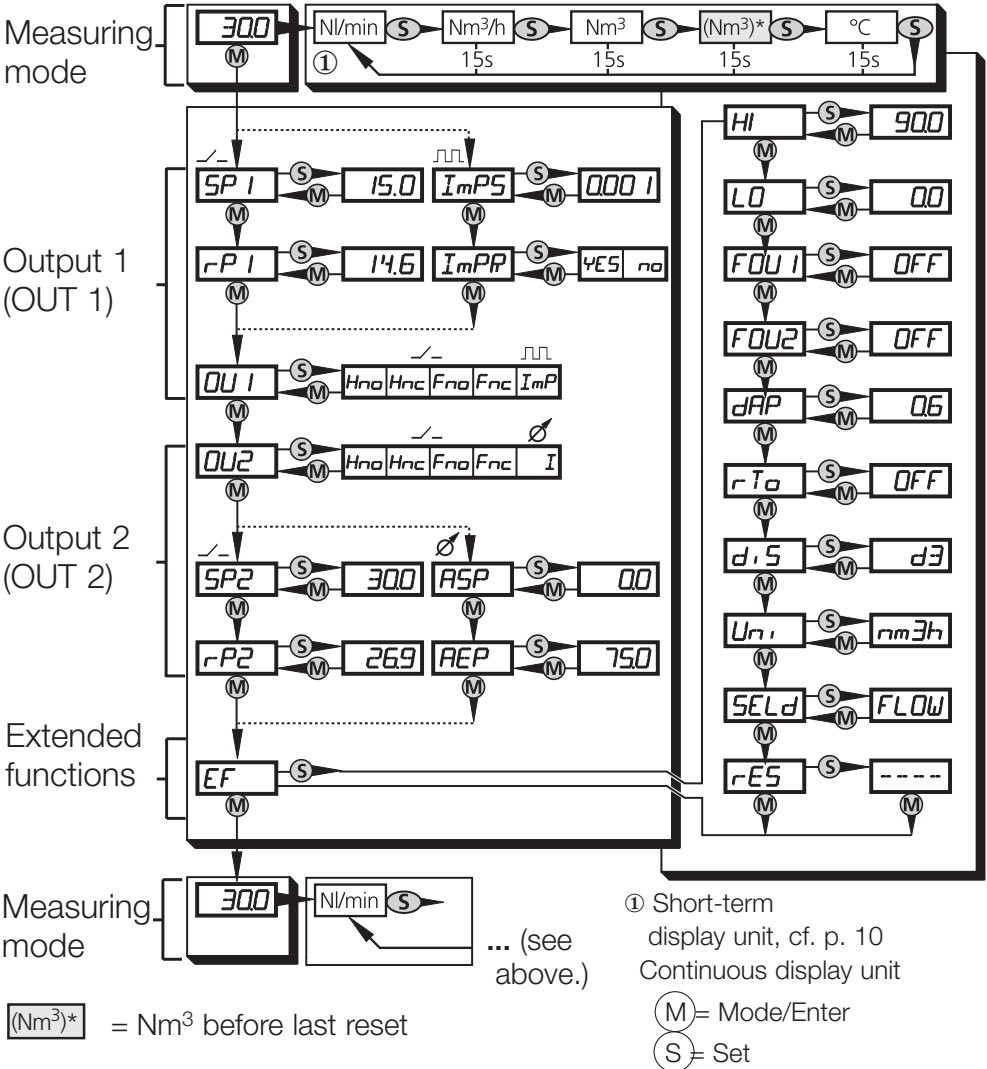 Measuring mode
300
Nl/min S Nm³/h S Nm³ S (Nm³)* S °C S
M
① 15s 15s 15s 15s
Output 1
(OUT 1)
SP1 S M 15.0
ImPS S M 0.001
M M
rP1 S M 14.6
ImPR S M YES no
M M
OU1 S M Hno Hnc Fno Fnc ImP
M
Output 2
(OUT 2)
OU2 S M Hno Hnc Fno Fnc I
M
SP2 S M 30.0
ASP S M 0.0
M M
rP2 S M 26.9
AEP S M 75.0
M M
Extended
functions
EF S
M
HI S M 90.0
M
LO S M 0.0
M
FOU1 S M OFF
M
FOU2 S M OFF
M
dAP S M 0.6
M
rTo S M OFF
M
diS S M d3
M
Uni S M nm3h
M
SELd S M FLOW
M
rES S ----
M M
Measuring
mode
300
Nl/min S
... (see
above.)
① Short-term
display unit, cf. p. 10
Continuous display unit
M = Mode/Enter
S = Set
(Nm³)* = Nm³ before last reset